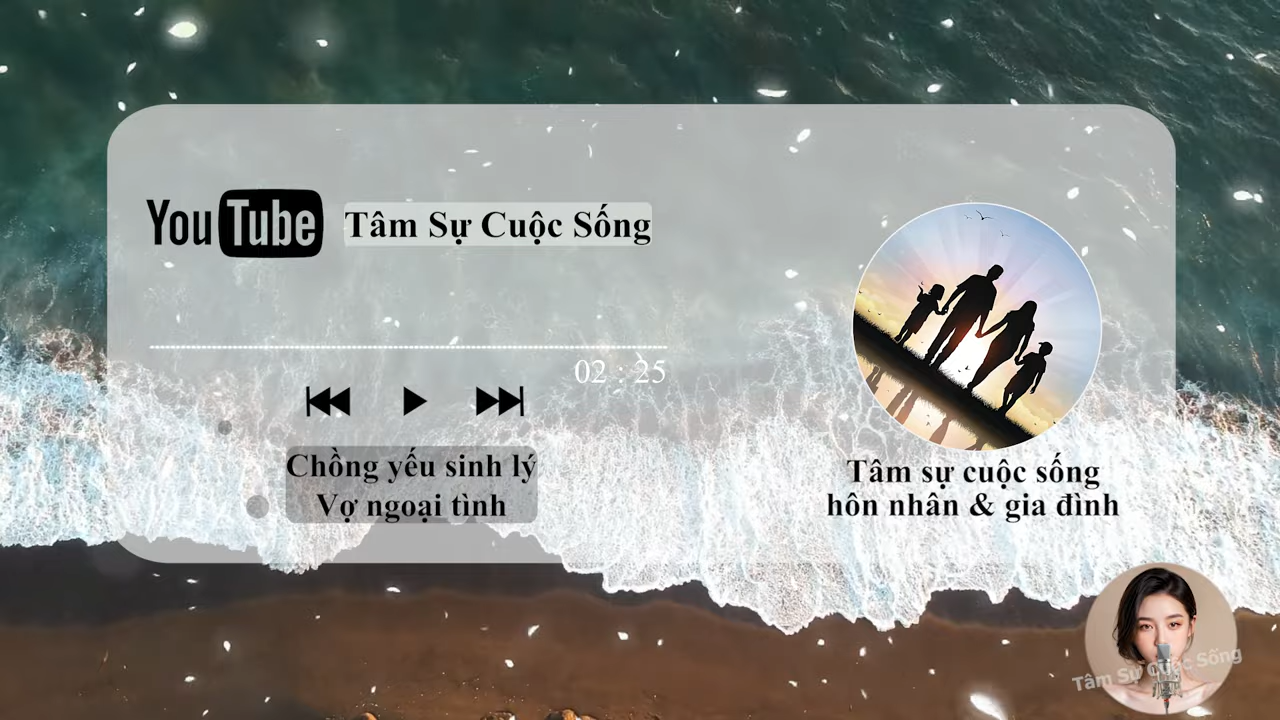 YouTube
Tâm Sự Cuộc Sống
02 : 25
Chồng yếu sinh lý
Vợ ngoại tình
Tâm sự cuộc sống
hôn nhân & gia đình
Tâm Sự Cuộc Sống